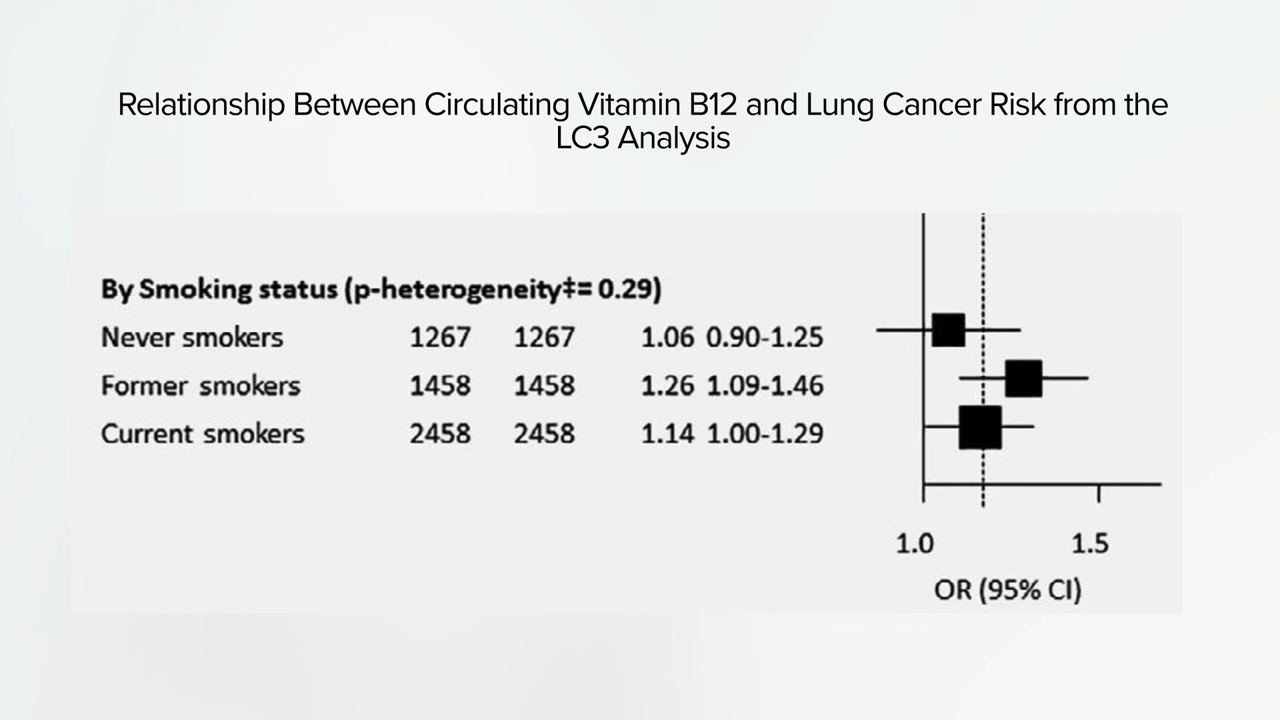 Relationship Between Circulating Vitamin B12 and Lung Cancer Risk from the
LC3 Analysis
By Smoking status (p-heterogeneity‡= 0.29)
Never smokers 1267 1267 1.06 0.90-1.25
Former smokers 1458 1458 1.26 1.09-1.46
Current smokers 2458 2458 1.14 1.00-1.29
1.0 1.5
OR (95% CI)